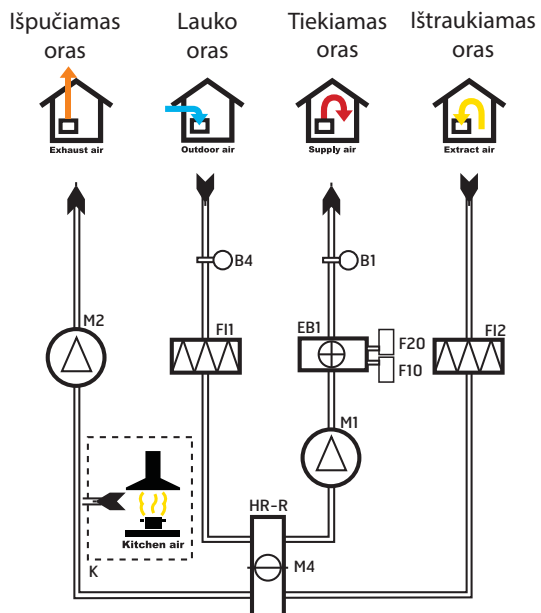 Išpučiamas oras
Lauko oras
Tiekiamas oras
Ištraukiamas oras
Exhaust air
Outdoor air
Supply air
Extract air
B4
B1
M2
FI1
EB1
F20
F10
FI2
M1
Kitchen air
K
HR-R
M4